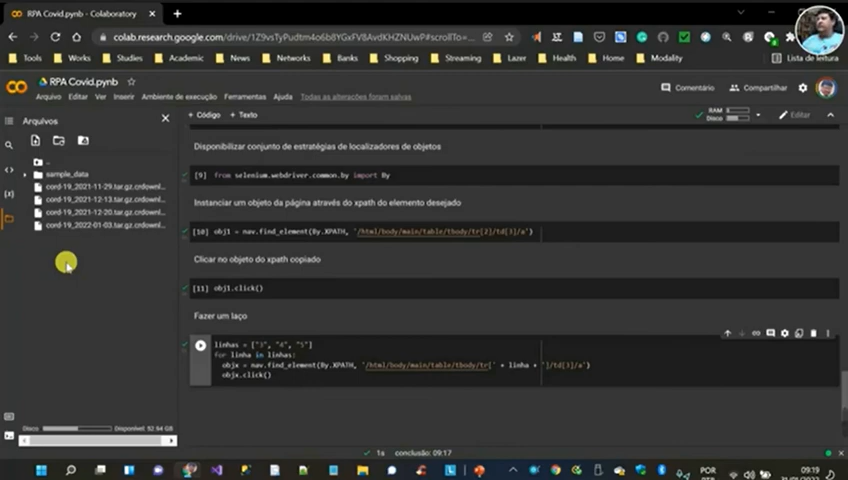 RPA Covid.pynb - Colaboratory
colab.research.google.com/drive/1Z9vsTyPudtm4o6b8YGxFV8AvdKHZNUwP#scrollTo=...
Tools Works Studies Academic News Networks Banks Shopping Streaming Lazer Health Home Modality Lista de leitura
RPA Covid.pynb
Comentário Compartilhar
Arquivo Editar Ver Inserir Ambiente de execução Ferramentas Ajuda Todas as alterações foram salvas
Arquivos
+ Código + Texto
RAM
Disco
Editar
..
sample_data
cord-19_2021-11-29.tar.gz.crdownl...
cord-19_2021-12-13.tar.gz.crdownl...
cord-19_2021-12-20.tar.gz.crdownl...
cord-19_2022-01-03.tar.gz.crdownl...
Disponibilizar conjunto de estratégias de localizadores de objetos
[9] from selenium.webdriver.common.by import By
Instanciar um objeto da página através do xpath do elemento desejado
[10] obj1 = nav.find_element(By.XPATH, '/html/body/main/table/tbody/tr[2]/td[3]/a')
Clicar no objeto do xpath copiado
[11] obj1.click()
Fazer um laço
linhas = ["3", "4", "5"]
for linha in linhas:
objx = nav.find_element(By.XPATH, '/html/body/main/table/tbody/tr[' + linha + ']/td[3]/a')
objx.click()
Disco Disponível: 92.64 GB
1s conclusão: 09:17
POR
09:19